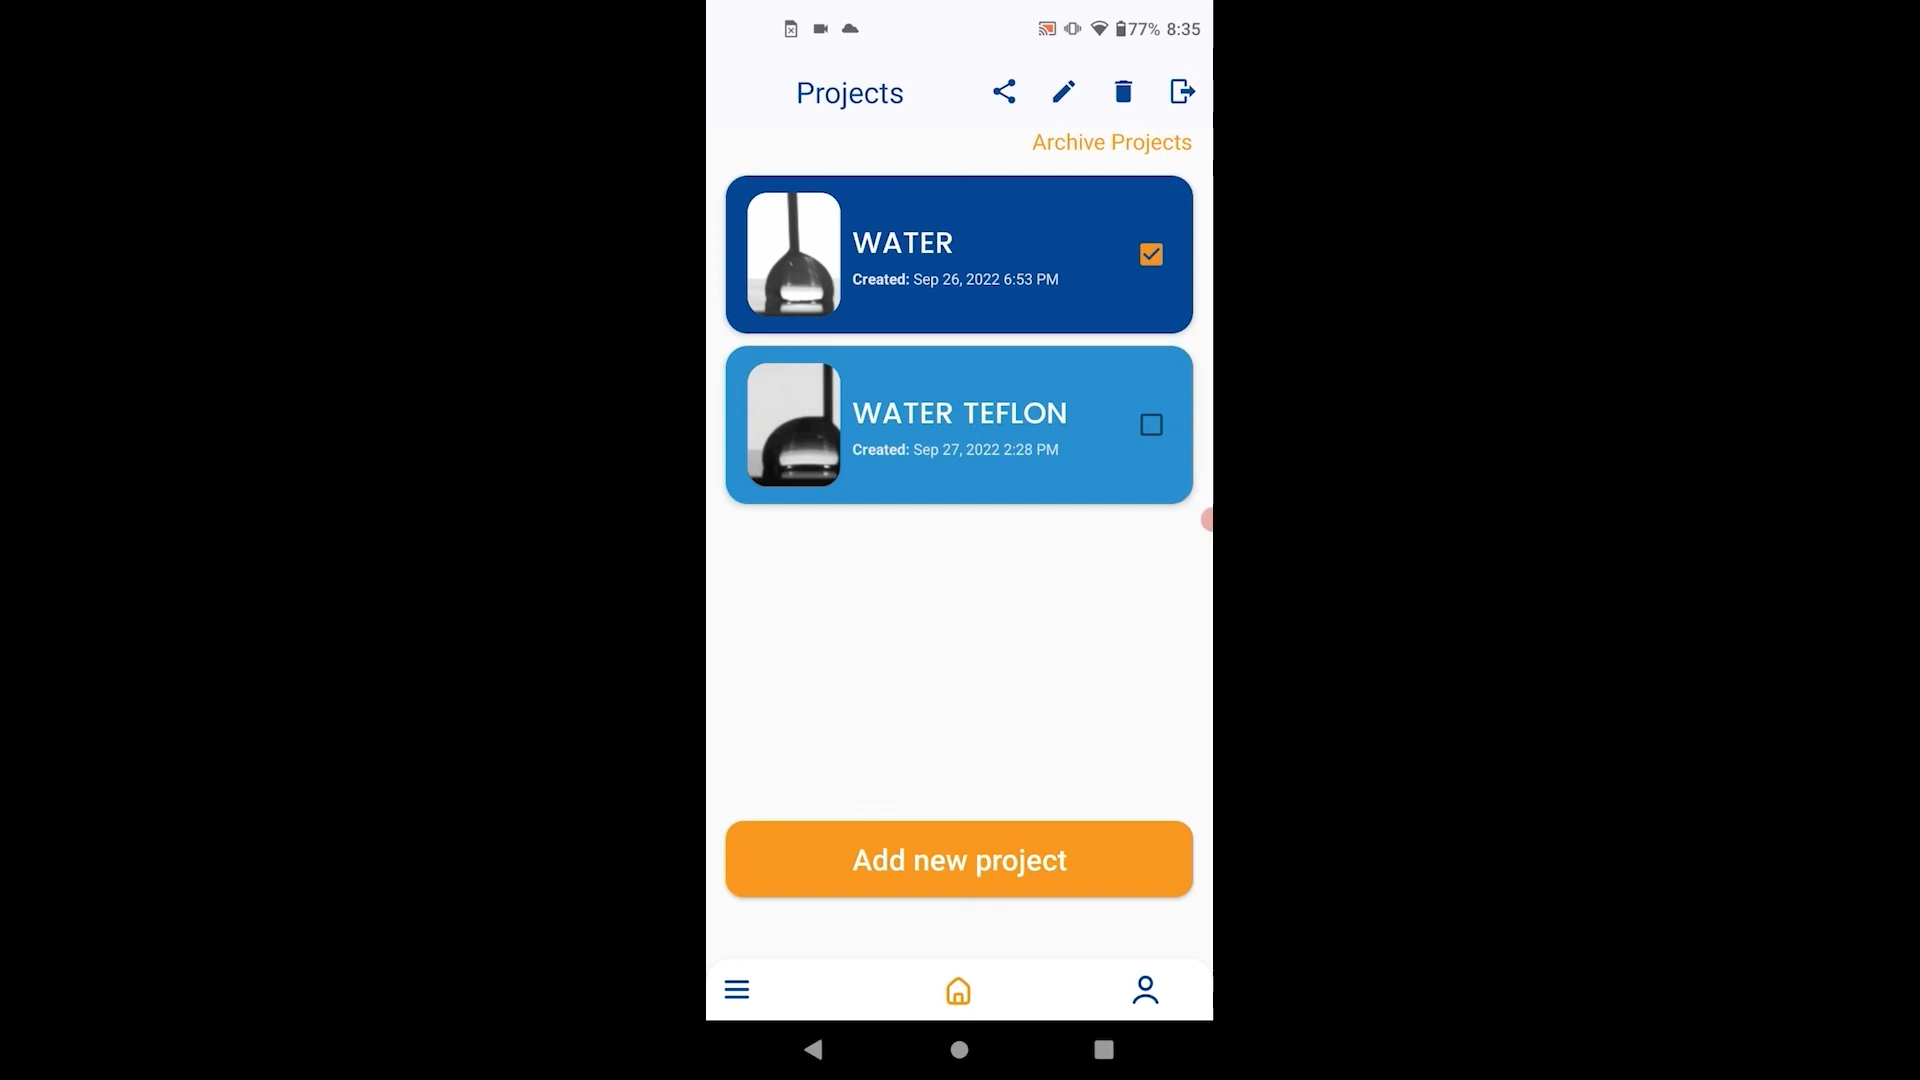 77% 8:35
Projects
Archive Projects
WATER
Created: Sep 26, 2022 6:53 PM
WATER TEFLON
Created: Sep 27, 2022 2:28 PM
Add new project